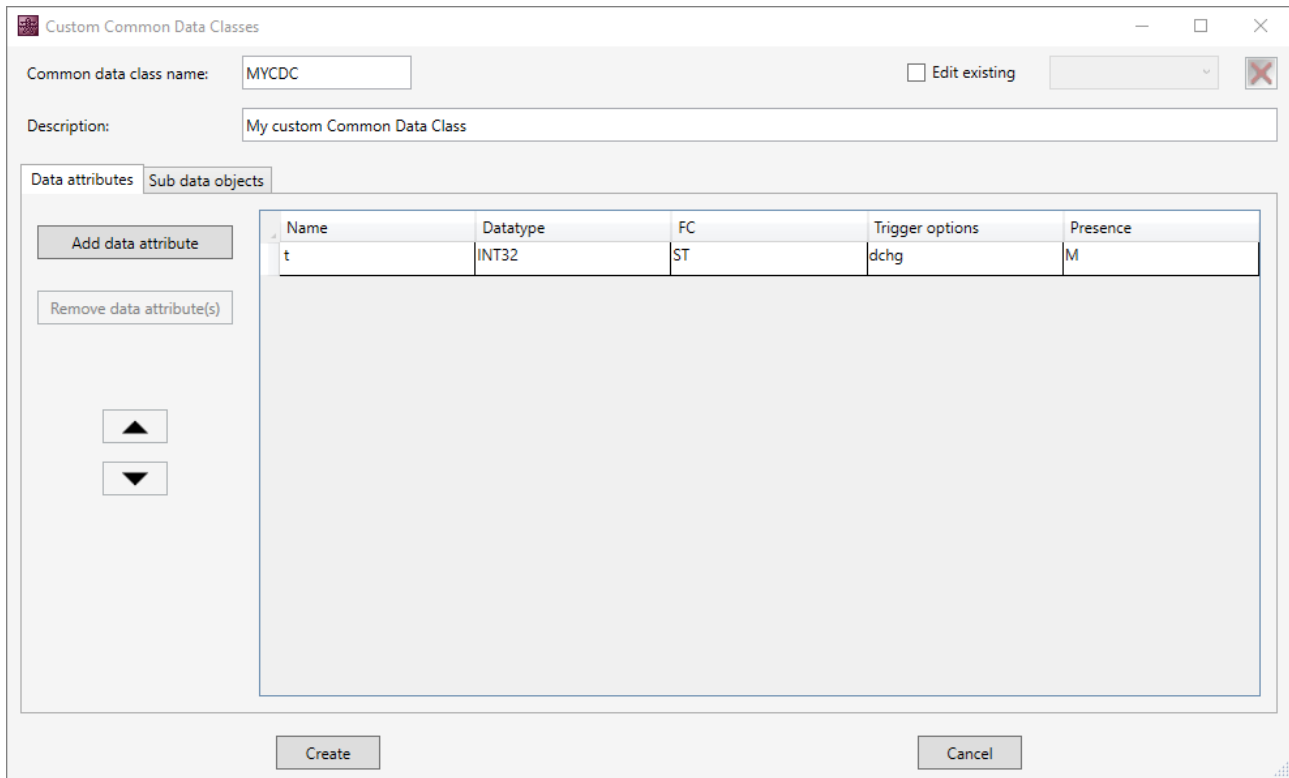 Custom Common Data Classes
Common data class name: MYCDC Edit existing
Description: My custom Common Data Class
Data attributes Sub data objects
Add data attribute
Remove data attribute(s)
Name Datatype FC Trigger options Presence
t INT32 ST dchg M
Create Cancel